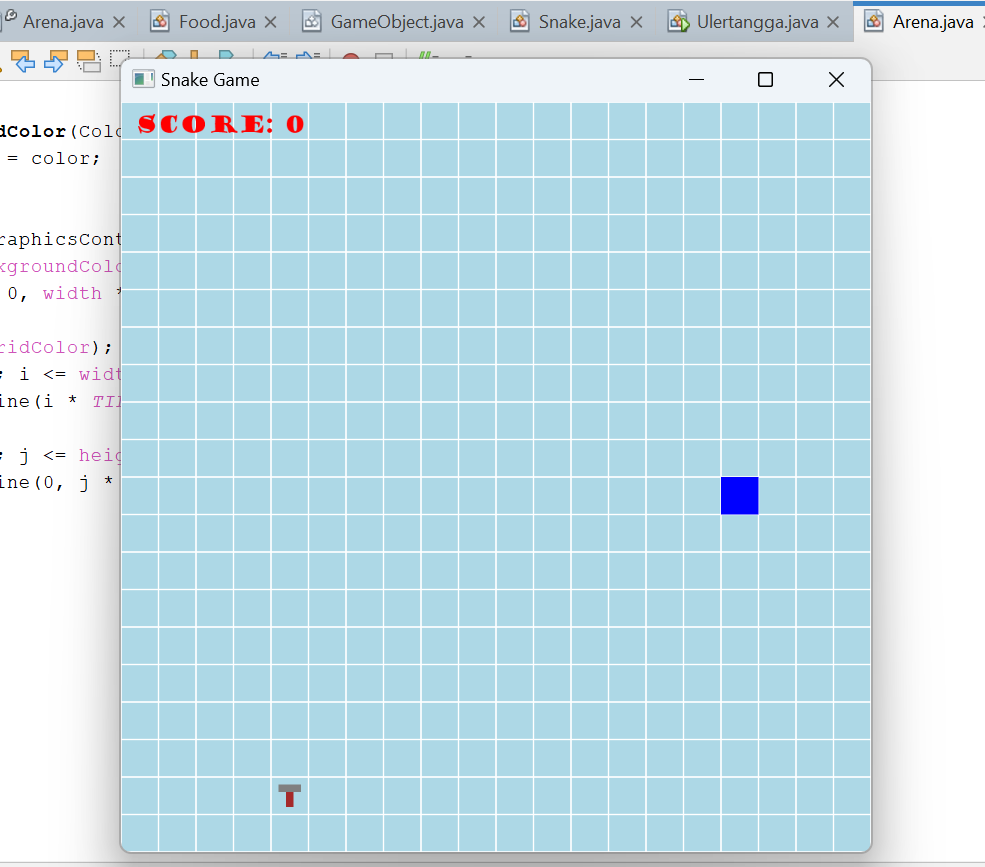 Arena.java Food.java GameObject.java Snake.java Ulertangga.java Arena.java
Snake Game
SCORE: 0
dColor(Colo
= color;
raphicsCont
kgroundColo
0, width *
ridColor);
; i <= widt
ine(i * TI
; j <= heig
ine(0, j *